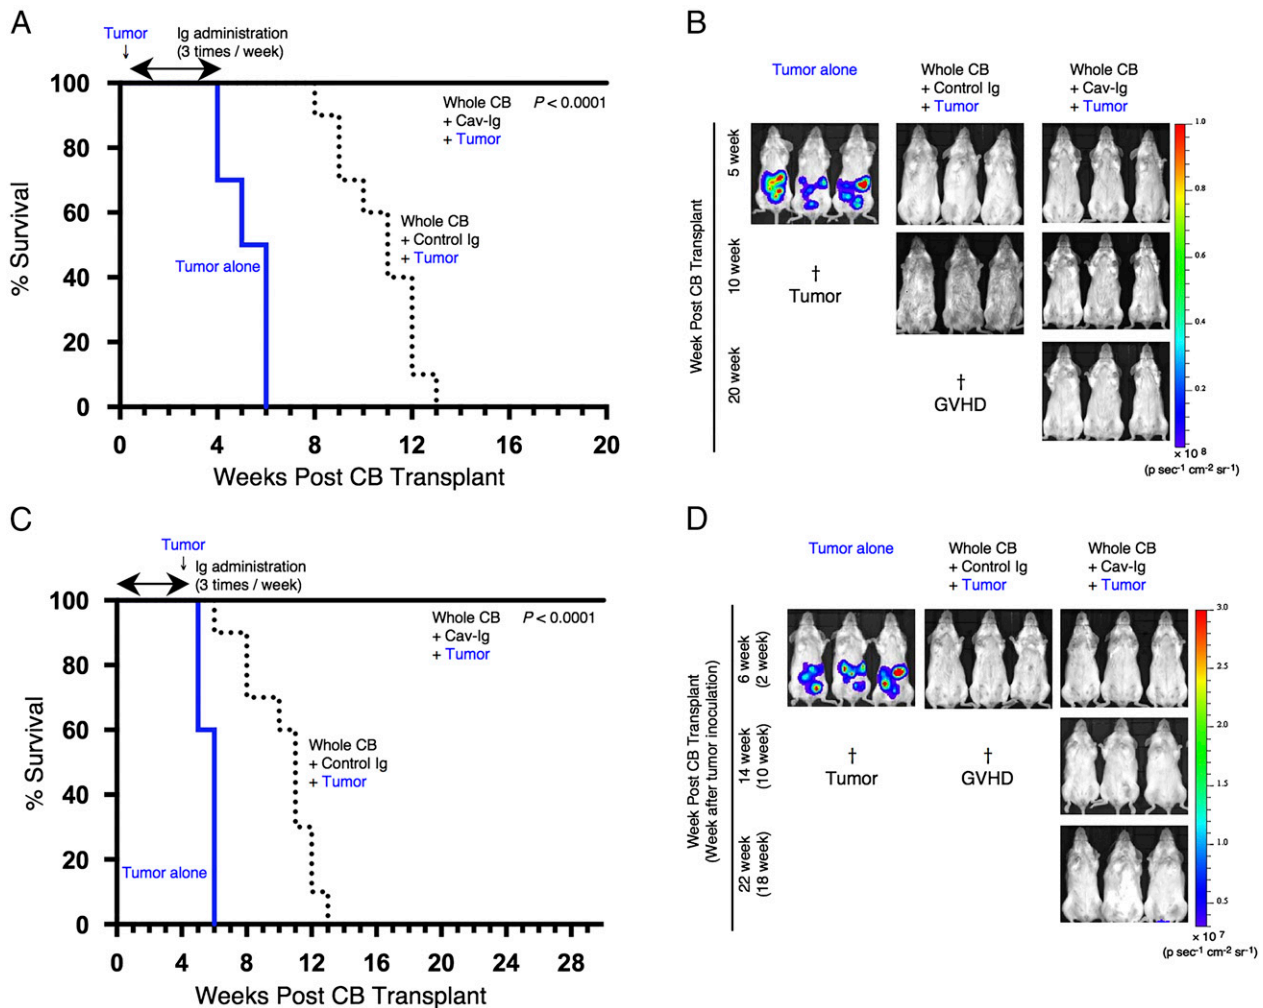 A
Tumor
↓
Ig administration
(3 times / week)
100
80
60
40
20
0
% Survival
Whole CB
+ Cav-Ig
+ Tumor
P < 0.0001
Whole CB
+ Control Ig
+ Tumor
Tumor alone
0 4 8 12 16 20
Weeks Post CB Transplant
B
Tumor alone
Whole CB
+ Control Ig
+ Tumor
Whole CB
+ Cav-Ig
+ Tumor
Week Post CB Transplant
5 week
10 week
20 week
†
Tumor
†
GVHD
1.0
0.8
0.6
0.4
0.2
× 10 8
(p sec-1 cm-2 sr-1)
C
Tumor
↓
Ig administration
(3 times / week)
100
80
60
40
20
0
% Survival
Whole CB
+ Cav-Ig
+ Tumor
P < 0.0001
Whole CB
+ Control Ig
+ Tumor
Tumor alone
0 4 8 12 16 20 24 28
Weeks Post CB Transplant
D
Tumor alone
Whole CB
+ Control Ig
+ Tumor
Whole CB
+ Cav-Ig
+ Tumor
Week Post CB Transplant
(Week after tumor inoculation)
6 week
(2 week)
14 week
(10 week)
22 week
(18 week)
†
Tumor
†
GVHD
3.0
2.5
2.0
1.5
1.0
0.5
× 10 7
(p sec-1 cm-2 sr-1)